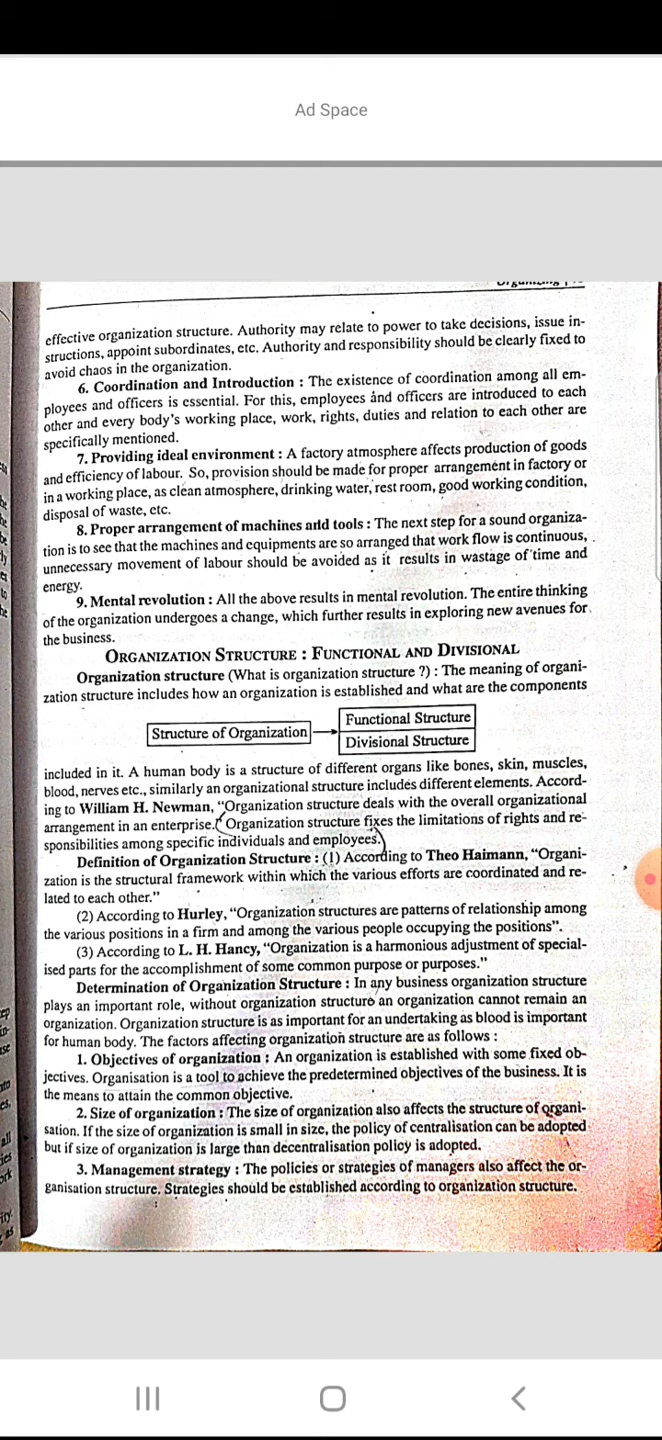 Ad Space
effective organization structure. Authority may relate to power to take decisions, issue in-
structions, appoint subordinates, etc. Authority and responsibility should be clearly fixed to
avoid chaos in the organization.
6. Coordination and Introduction : The existence of coordination among all em-
ployees and officers is essential. For this, employees and officers are introduced to each
other and every body's working place, work, rights, duties and relation to each other are
specifically mentioned.
7. Providing ideal environment : A factory atmosphere affects production of goods
and efficiency of labour. So, provision should be made for proper arrangement in factory or
in a working place, as clean atmosphere, drinking water, rest room, good working condition,
disposal of waste, etc.
8. Proper arrangement of machines and tools : The next step for a sound organiza-
tion is to see that the machines and equipments are so arranged that work flow is continuous,
unnecessary movement of labour should be avoided as it results in wastage of time and
energy.
9. Mental revolution : All the above results in mental revolution. The entire thinking
of the organization undergoes a change, which further results in exploring new avenues for
the business.
ORGANIZATION STRUCTURE : FUNCTIONAL AND DIVISIONAL
Organization structure (What is organization structure ?) : The meaning of organi-
zation structure includes how an organization is established and what are the components
Structure of Organization
Functional Structure
Divisional Structure
included in it. A human body is a structure of different organs like bones, skin, muscles,
blood, nerves etc., similarly an organizational structure includes different elements. Accord-
ing to William H. Newman, "Organization structure deals with the overall organizational
arrangement in an enterprise. Organization structure fixes the limitations of rights and re-
sponsibilities among specific individuals and employees.
Definition of Organization Structure : (1) According to Theo Haimann, "Organi-
zation is the structural framework within which the various efforts are coordinated and re-
lated to each other."
(2) According to Hurley, "Organization structures are patterns of relationship among
the various positions in a firm and among the various people occupying the positions".
(3) According to L. H. Hancy, "Organization is a harmonious adjustment of special-
ised parts for the accomplishment of some common purpose or purposes."
Determination of Organization Structure : In any business organization structure
plays an important role, without organization structure an organization cannot remain an
organization. Organization structure is as important for an undertaking as blood is important
for human body. The factors affecting organization structure are as follows :
1. Objectives of organization : An organization is established with some fixed ob-
jectives. Organisation is a tool to achieve the predetermined objectives of the business. It is
the means to attain the common objective.
2. Size of organization : The size of organization also affects the structure of organi-
sation. If the size of organization is small in size, the policy of centralisation can be adopted
but if size of organization is large than decentralisation policy is adopted.
3. Management strategy : The policies or strategies of managers also affect the or-
ganisation structure. Strategies should be established according to organization structure.